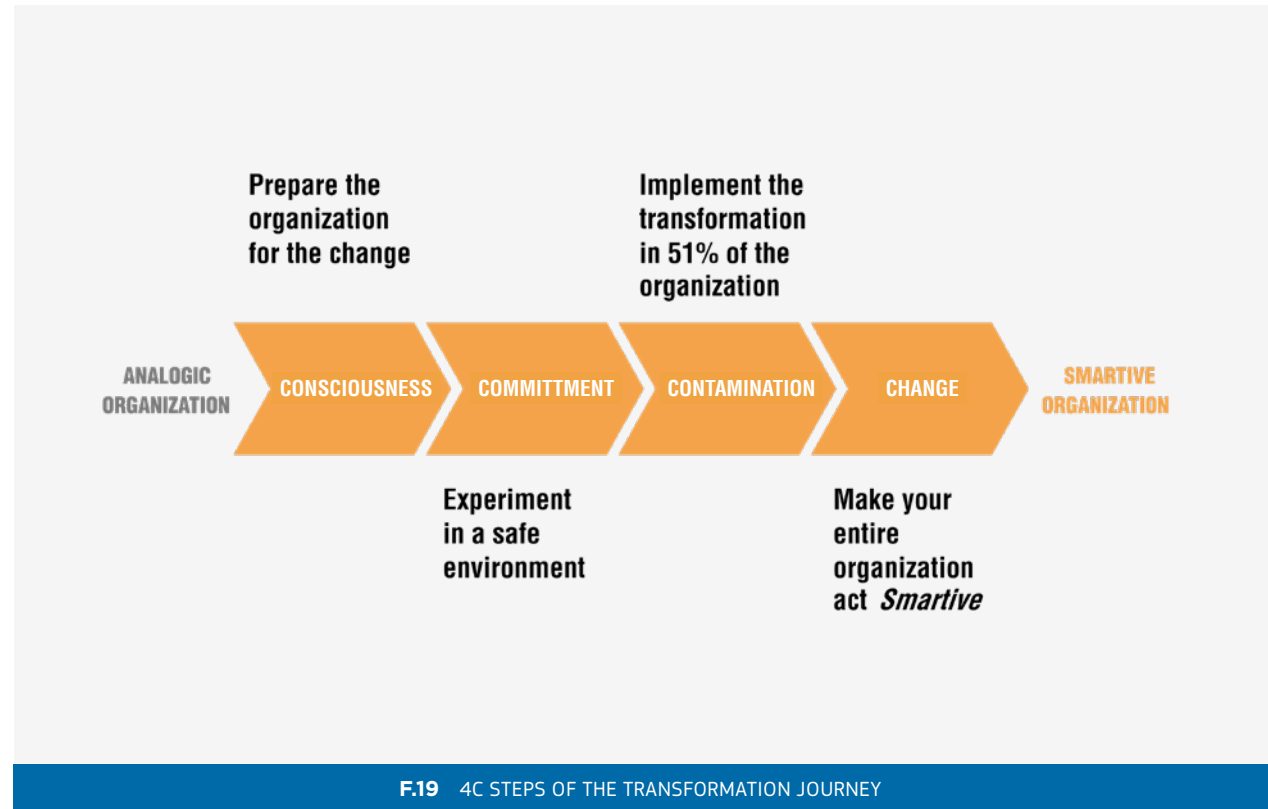 Prepare the
organization
for the change
Implement the
transformation
in 51% of the
organization
ANALOGIC
ORGANIZATION
CONSCIOUSNESS
COMMITTMENT
CONTAMINATION
CHANGE
SMARTIVE
ORGANIZATION
Experiment
in a safe
environment
Make your
entire
organization
act Smartive
F.19 4C STEPS OF THE TRANSFORMATION JOURNEY